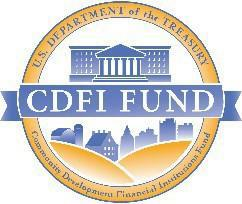 U.S. DEPARTMENT of the TREASURY
CDFI FUND
Community Development Financial Institutions Fund